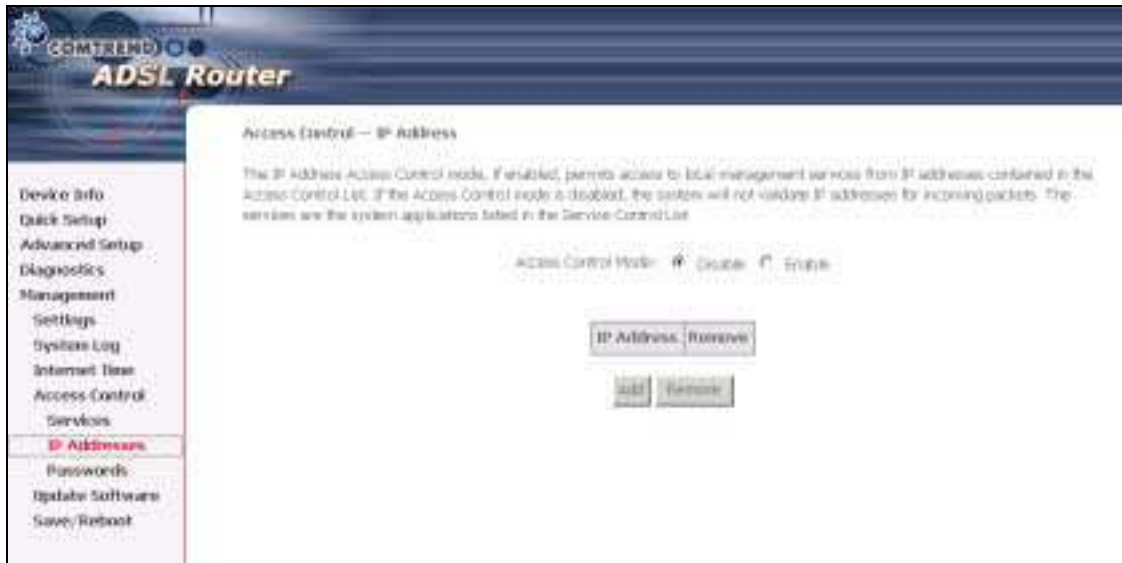 COMTREND
ADSL Router
Access Control -- IP Address
The IP Address Access Control mode, if enabled, permits access to local management services from IP addresses contained in the
Access Control List. If the Access Control mode is disabled, the system will not validate IP addresses for incoming packets. The
services are the system applications listed in the Service Control List
Access Control Mode: Disable Enable
IP Address Remove
Add Remove
Device Info
Quick Setup
Advanced Setup
Diagnostics
Management
Settings
System Log
Internet Time
Access Control
Services
IP Addresses
Passwords
Update Software
Save/Reboot